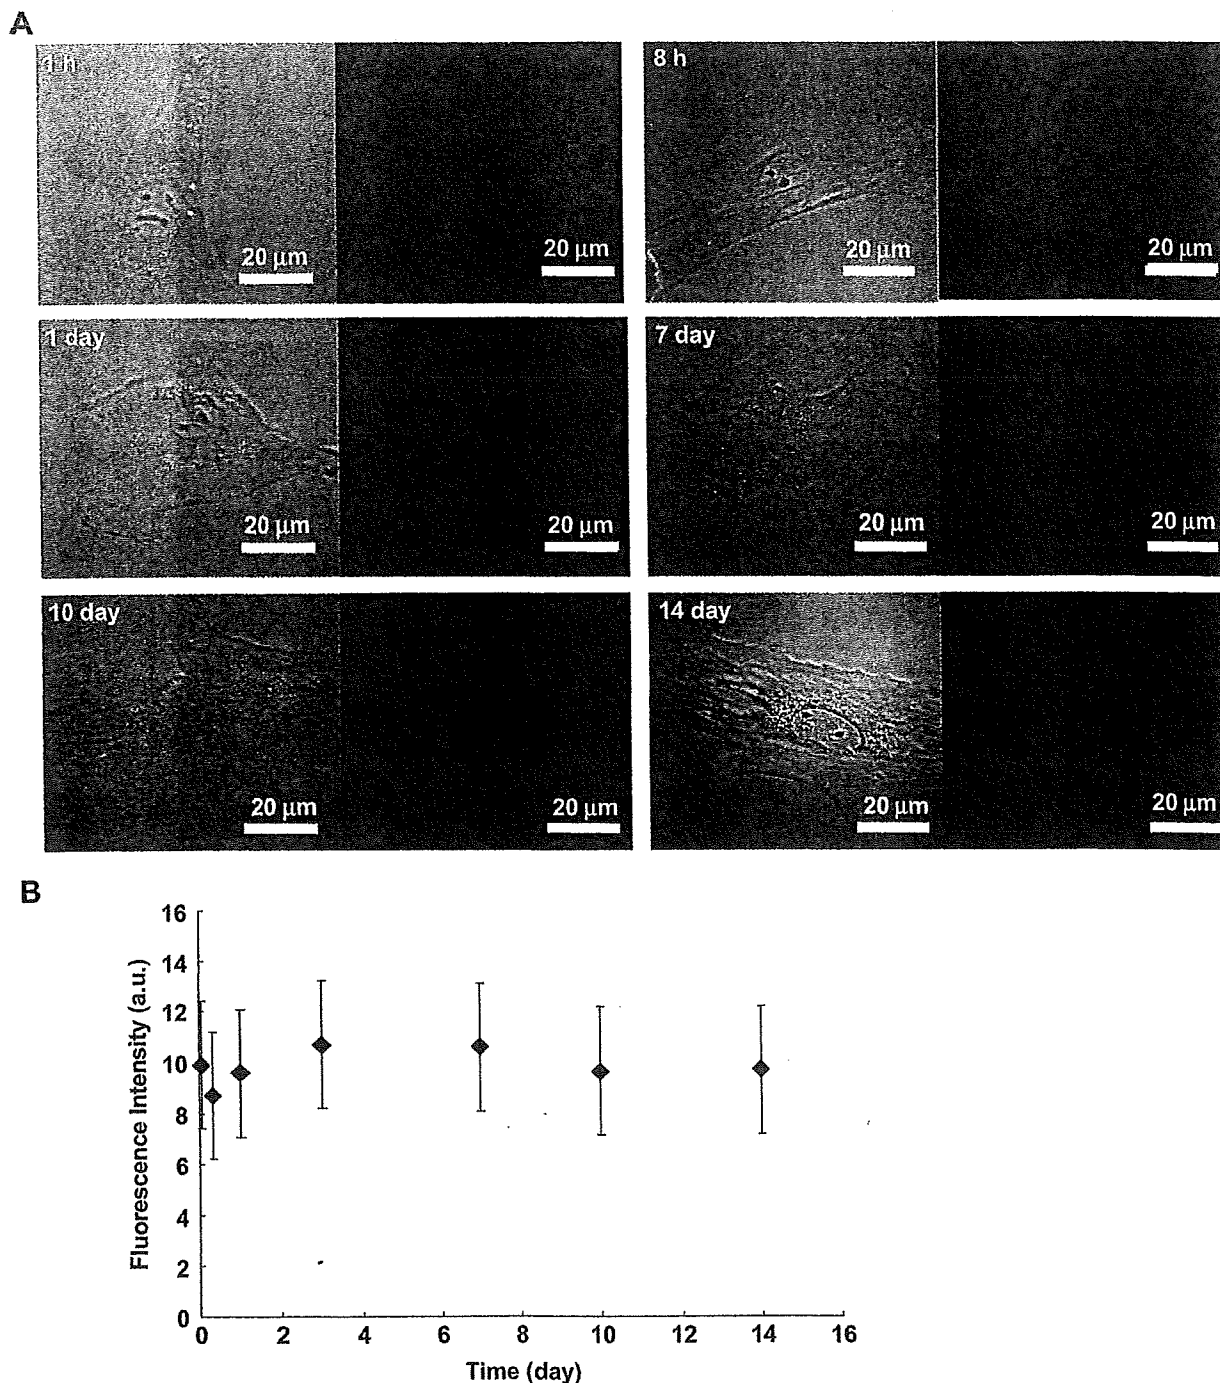 A
1 h
20 μm
20 μm
8 h
20 μm
20 μm
1 day
20 μm
20 μm
7 day
20 μm
20 μm
10 day
20 μm
20 μm
14 day
20 μm
20 μm
B
Fluorescence Intensity (a.u.)
16
14
12
10
8
6
4
2
0
0 2 4 6 8 10 12 14 16
Time (day)